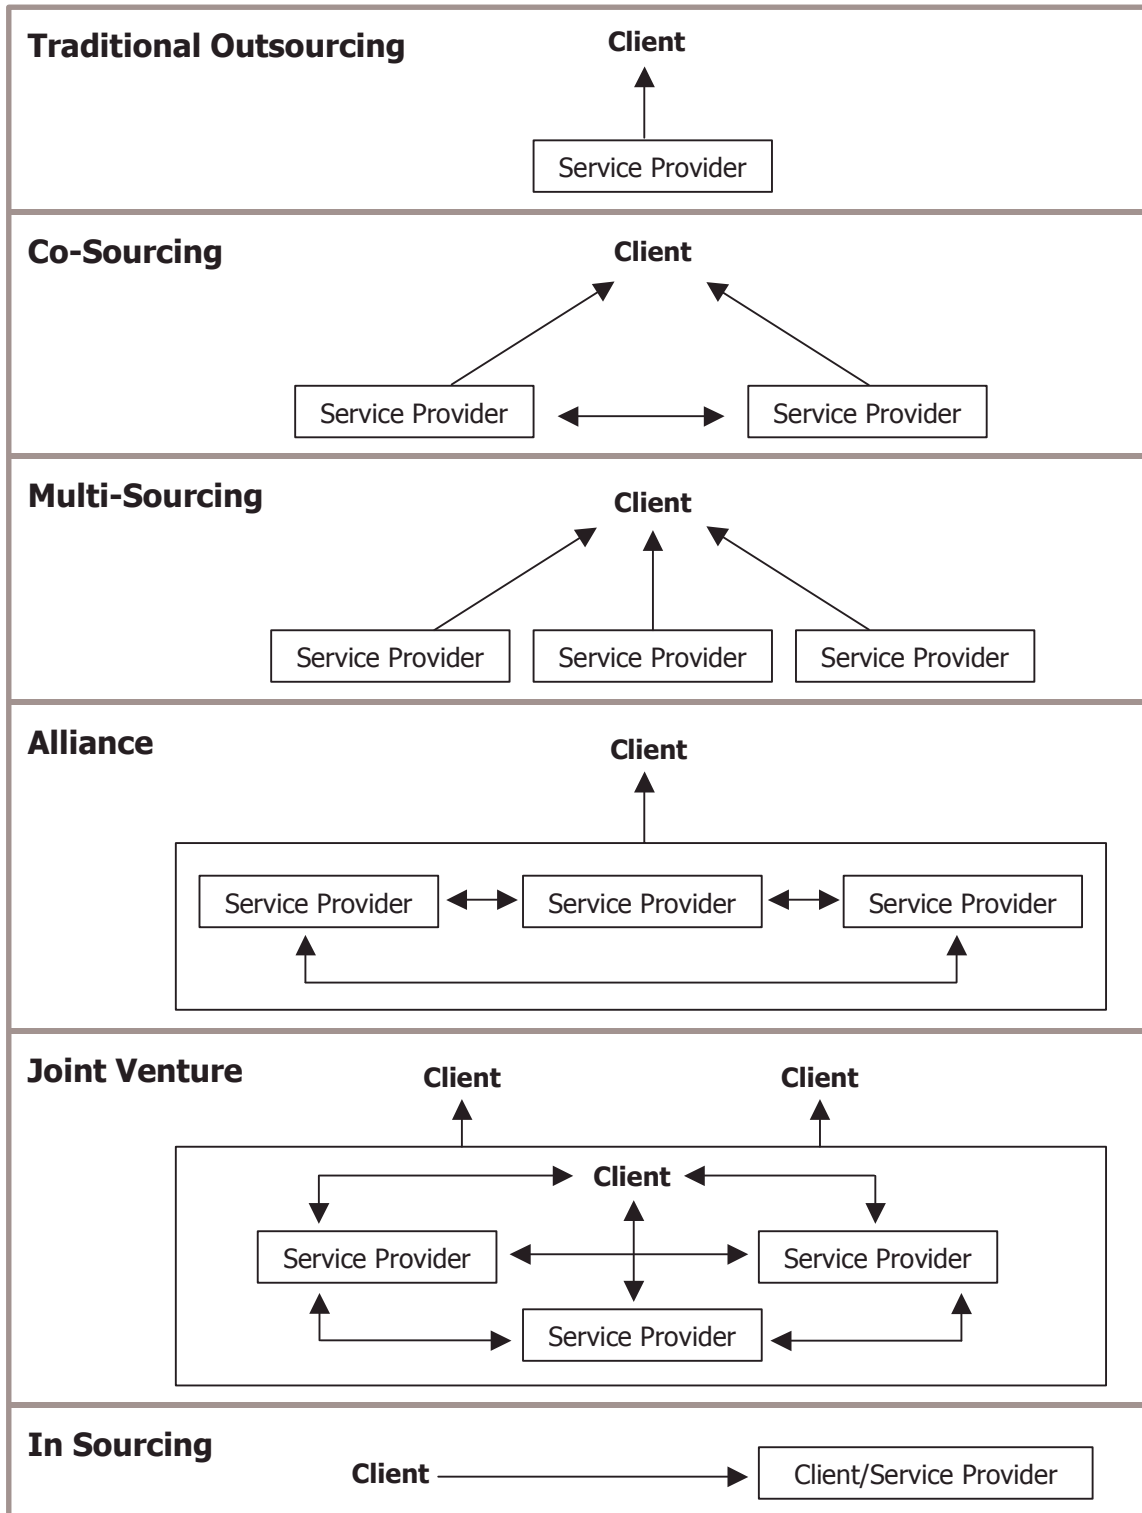 Traditional Outsourcing
Client
Service Provider
Co-Sourcing
Client
Service Provider
Service Provider
Multi-Sourcing
Client
Service Provider
Service Provider
Service Provider
Alliance
Client
Service Provider
Service Provider
Service Provider
Joint Venture
Client
Client
Client
Service Provider
Service Provider
Service Provider
In Sourcing
Client
Client/Service Provider